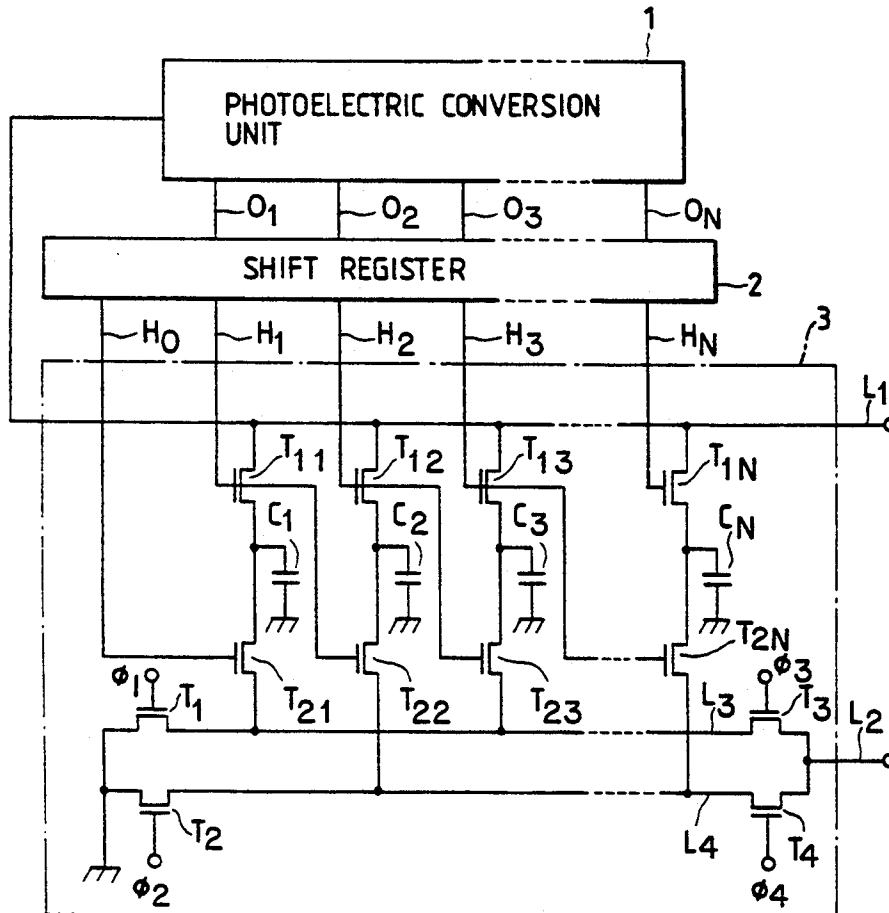 1
PHOTOELECTRIC CONVERSION
UNIT
O1 O2 O3 ON
SHIFT REGISTER
2
H0 H1 H2 H3 HN
3
L1
T11 T12 T13 T1N
C1 C2 C3 CN
T2N
ϕ1 T1 T21 T22 T23 L3 ϕ3 T3 L2
T2 L4 T4
ϕ2 ϕ4